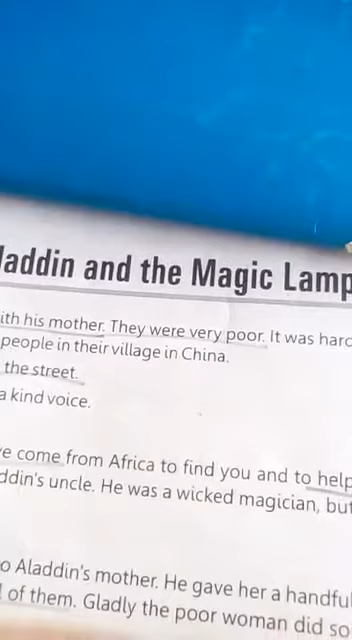 laddin and the Magic Lamp
ith his mother. They were very poor. It was hard
people in their village in China.
the street.
a kind voice.
e come from Africa to find you and to help
ddin's uncle. He was a wicked magician, but
o Aladdin's mother. He gave her a handful
of them. Gladly the poor woman did so